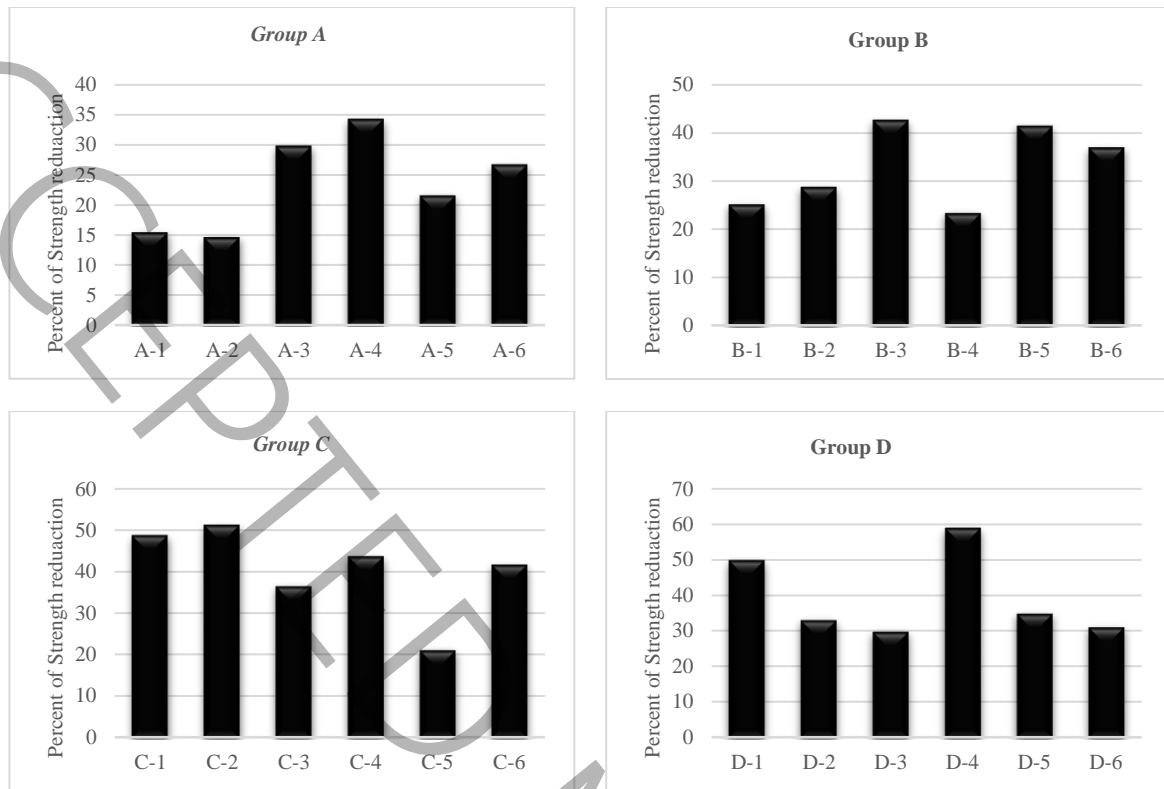 Group A
Percent of Strength reduaction
40
35
30
25
20
15
10
5
0
A-1 A-2 A-3 A-4 A-5 A-6
Group B
Percent of Strength reduaction
50
40
30
20
10
0
B-1 B-2 B-3 B-4 B-5 B-6
Group C
Percent of Strength reduaction
60
50
40
30
20
10
0
C-1 C-2 C-3 C-4 C-5 C-6
Group D
Percent of Strength reduaction
70
60
50
40
30
20
10
0
D-1 D-2 D-3 D-4 D-5 D-6
CCEPTED